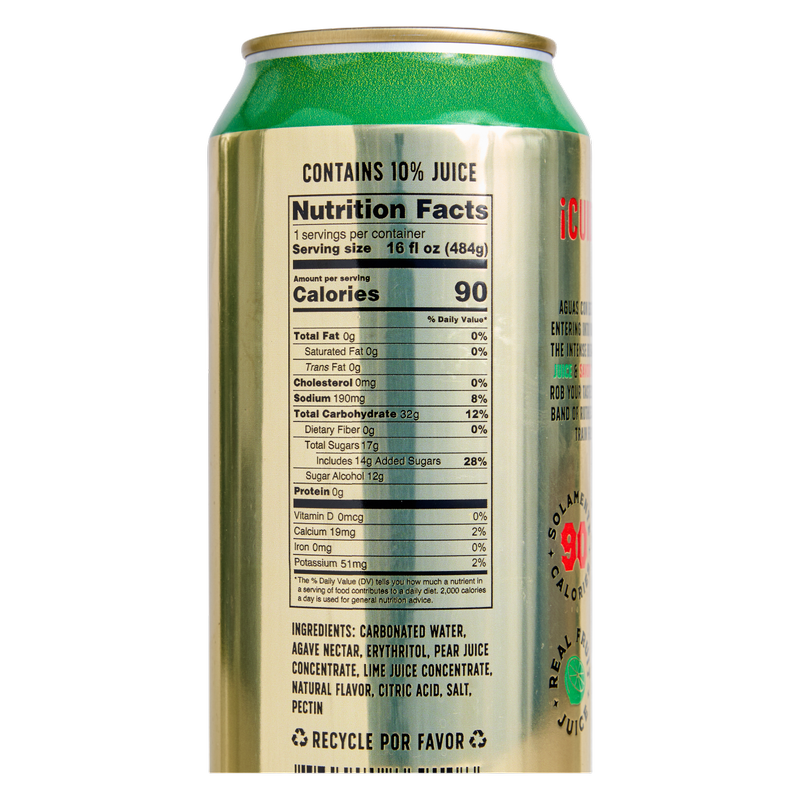 CONTAINS 10% JUICE
Nutrition Facts
1 servings per container
Serving size 16 fl oz (484g)
Amount per serving
Calories 90
% Daily Value*
Total Fat 0g 0%
Saturated Fat 0g 0%
Trans Fat 0g
Cholesterol 0mg 0%
Sodium 190mg 8%
Total Carbohydrate 32g 12%
Dietary Fiber 0g 0%
Total Sugars 17g
Includes 14g Added Sugars 28%
Sugar Alcohol 12g
Protein 0g
Vitamin D 0mcg 0%
Calcium 19mg 2%
Iron 0mg 0%
Potassium 51mg 2%
*The % Daily Value (DV) tells you how much a nutrient in
a serving of food contributes to a daily diet. 2,000 calories
a day is used for general nutrition advice.
INGREDIENTS: CARBONATED WATER,
AGAVE NECTAR, ERYTHRITOL, PEAR JUICE
CONCENTRATE, LIME JUICE CONCENTRATE,
NATURAL FLAVOR, CITRIC ACID, SALT,
PECTIN
RECYCLE POR FAVOR
AGUAS
ENTERING
THE INTENSE
&
ROB YOUR
BAND OF
90
REAL FRUIT
JUICE